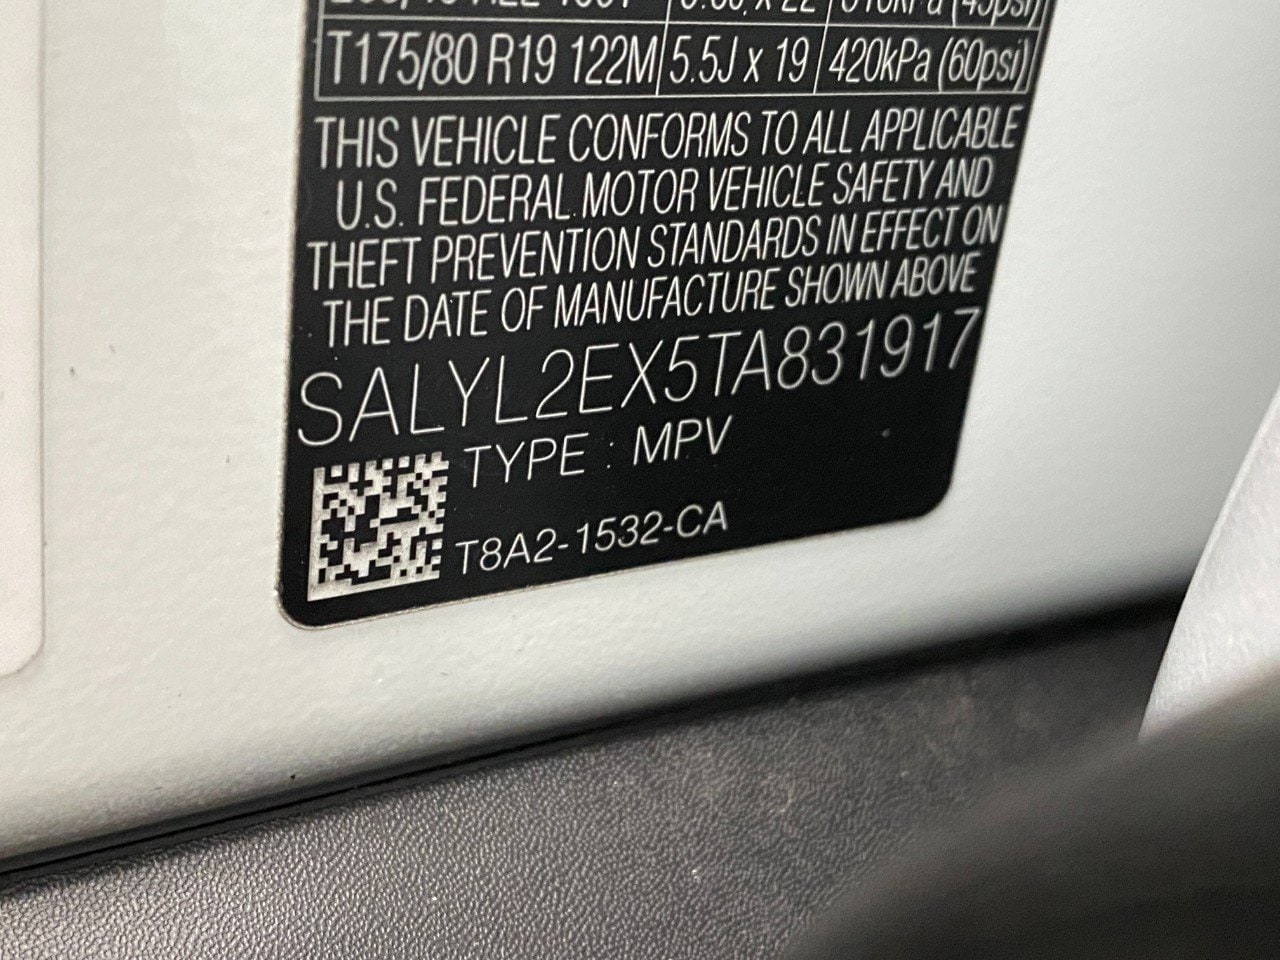 T175/80 R19 122M 5.5J x 19 420kPa (60psi)
THIS VEHICLE CONFORMS TO ALL APPLICABLE
U.S. FEDERAL MOTOR VEHICLE SAFETY AND
THEFT PREVENTION STANDARDS IN EFFECT ON
THE DATE OF MANUFACTURE SHOWN ABOVE
SALYL2EX5TA831917
TYPE : MPV
T8A2-1532-CA